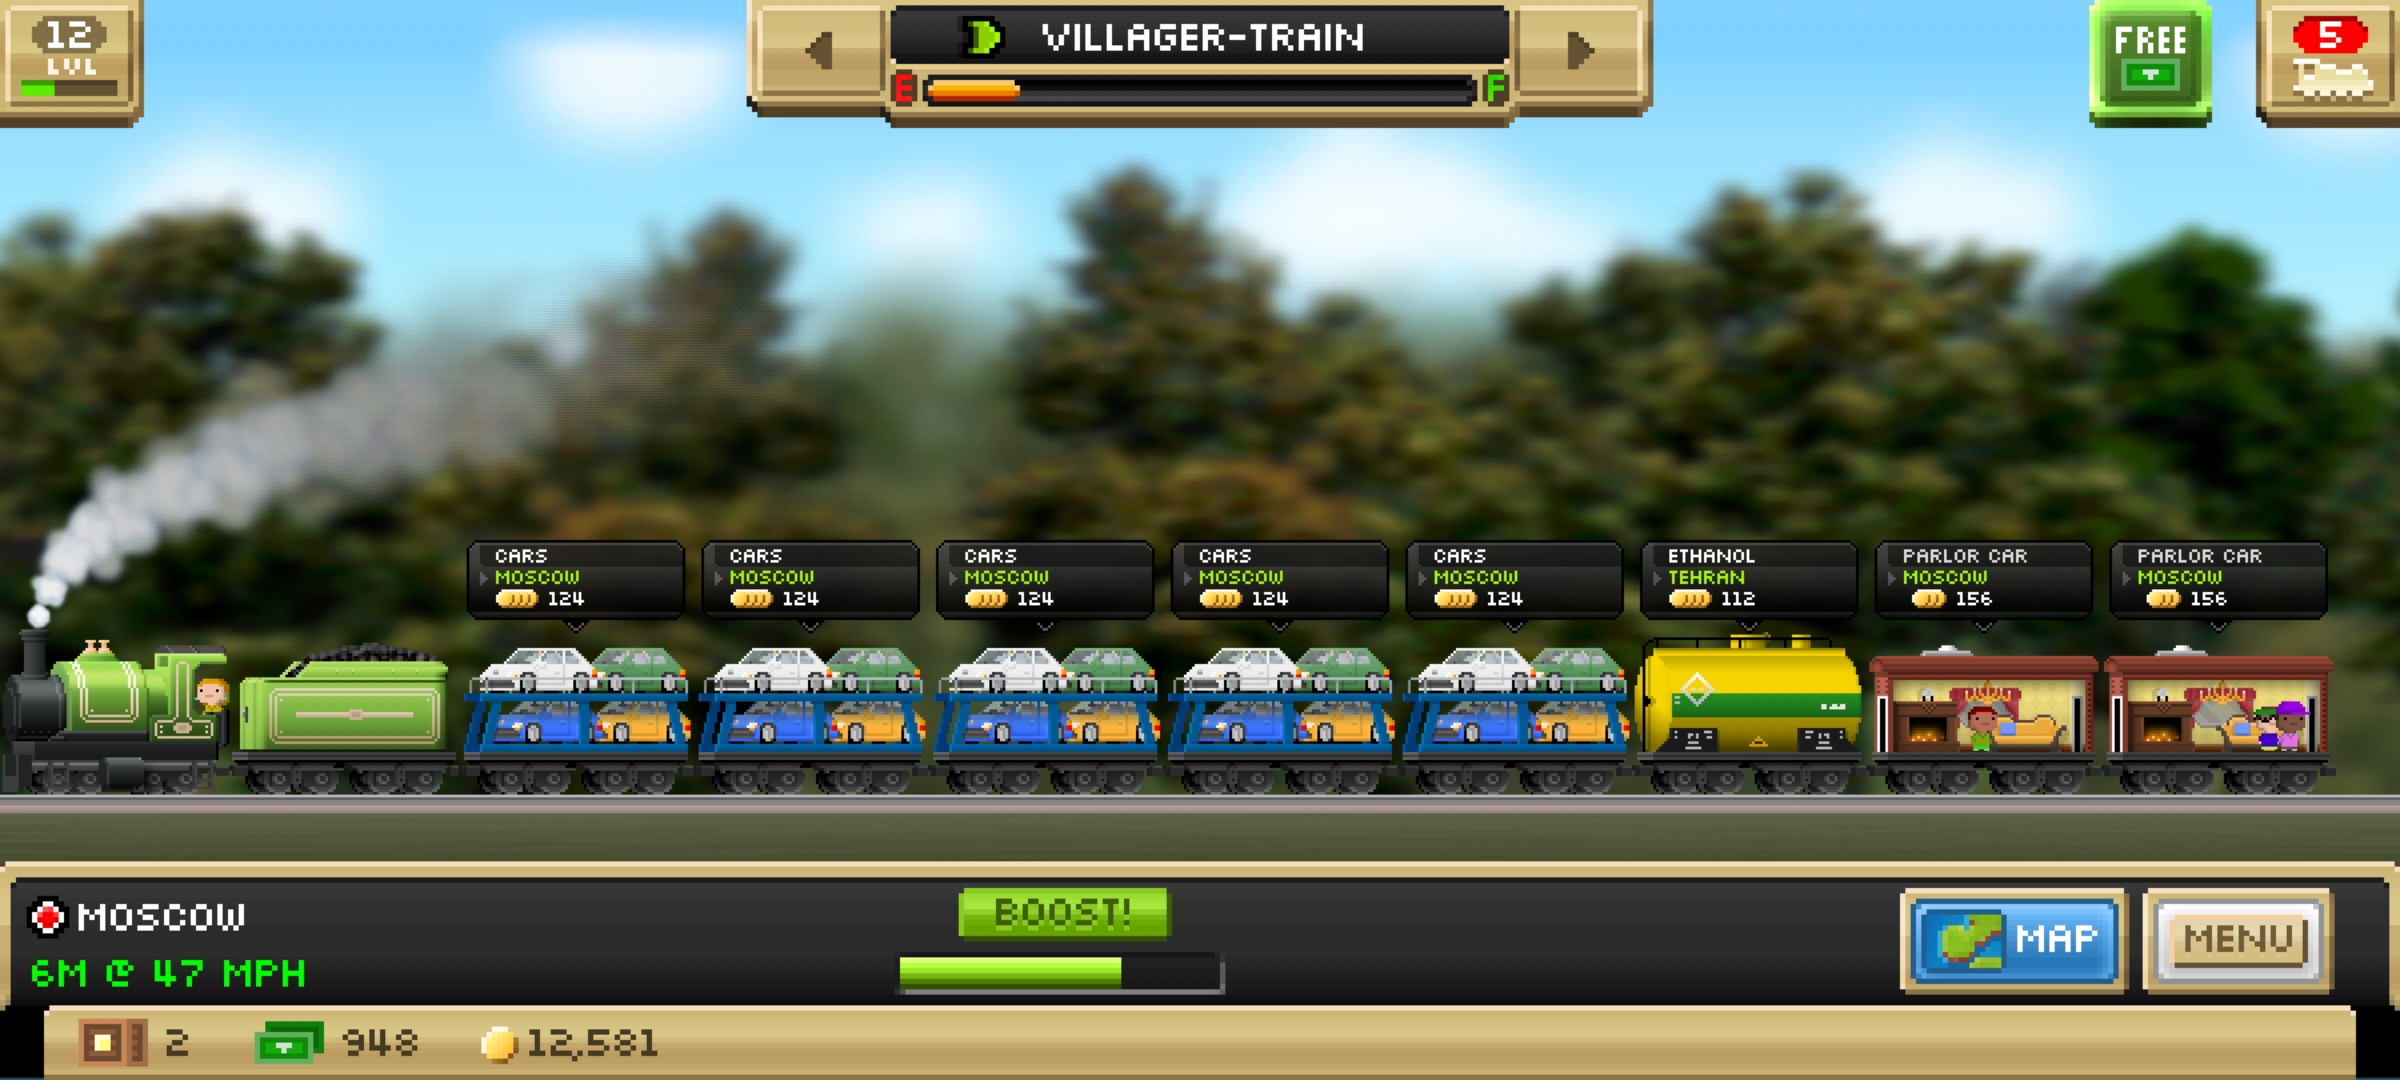 12
LVL
VILLAGER-TRAIN
E F
FREE
5
CARS
MOSCOW
124
CARS
MOSCOW
124
CARS
MOSCOW
124
CARS
MOSCOW
124
CARS
MOSCOW
124
ETHANOL
TEHRAN
112
PARLOR CAR
MOSCOW
156
PARLOR CAR
MOSCOW
156
MOSCOW
6M @ 47 MPH
BOOST!
MAP
MENU
2
948
12,581